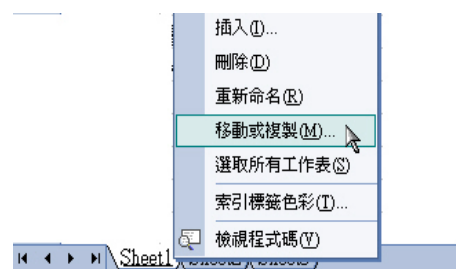 插入(I)...
刪除(D)
重新命名(R)
移動或複製(M)...
選取所有工作表(S)
索引標籤色彩(T)...
檢視程式碼(V)
Sheet1